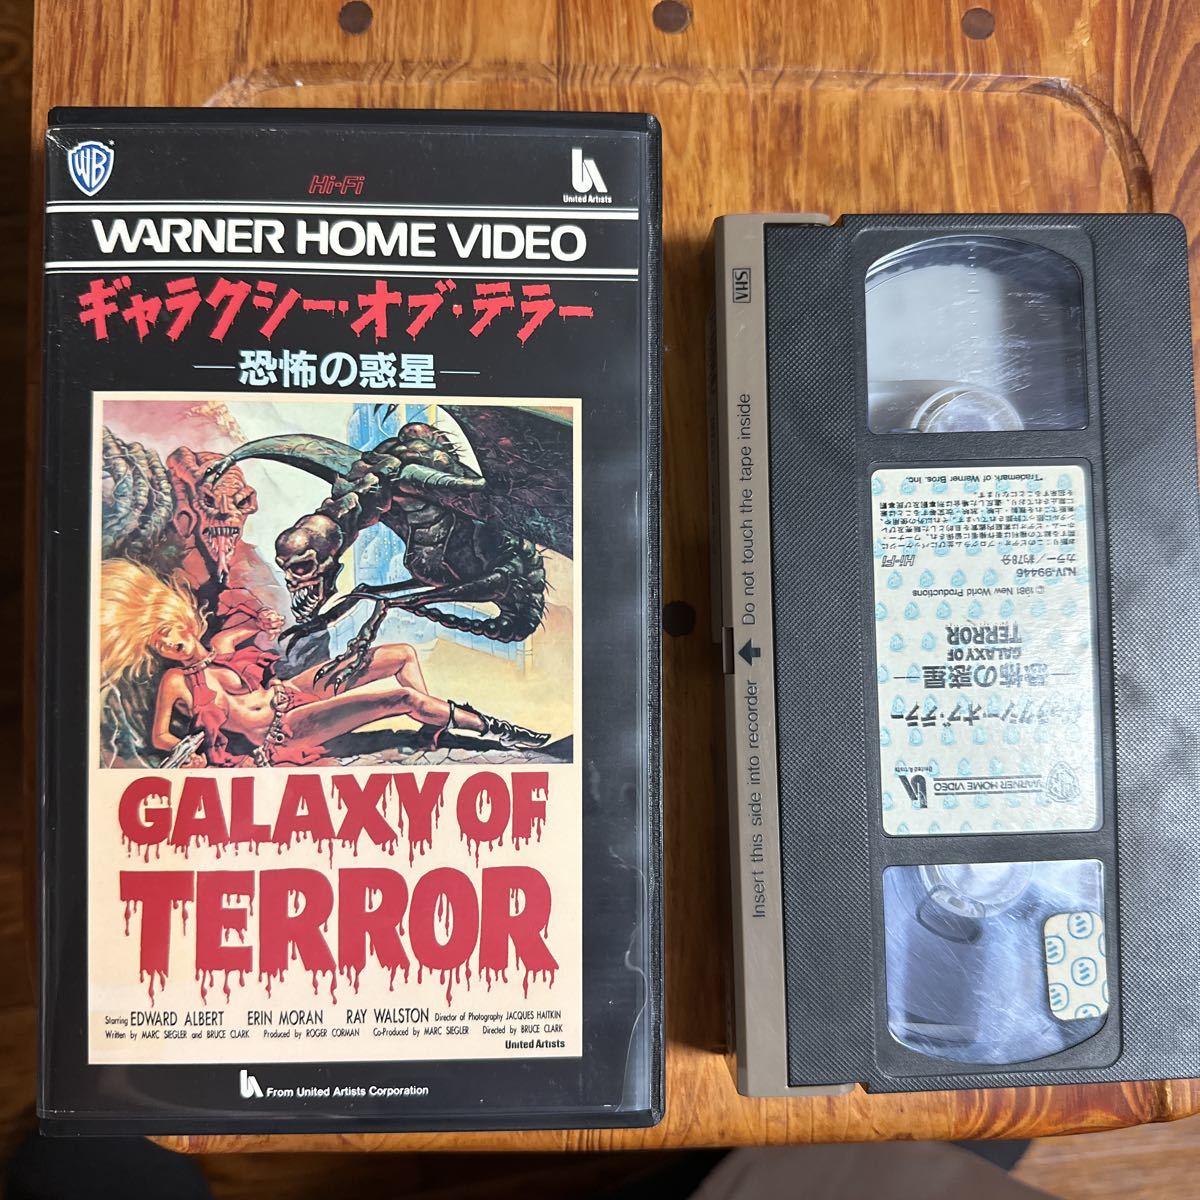 WB
Hi-Fi
United Artists
WARNER HOME VIDEO
ギャラクシー・オブ・テラー
—恐怖の惑星—
GALAXY OF
TERROR
Starring EDWARD ALBERT ERIN MORAN RAY WALSTON Director of Photography JACQUES HAITKIN
Written by MARC SIEGLER and BRUCE CLARK Produced by ROGER CORMAN Co-Produced by MARC SIEGLER Directed by BRUCE CLARK
United Artists
From United Artists Corporation
VHS
Insert this side into recorder Do not touch the tape inside
WARNER HOME VIDEO
United Artists
ギャラクシー・オブ・テラー
—恐怖の惑星—
GALAXY OF
TERROR
© 1981 New World Productions
NJV-99446
カラー/約78分 Hi-Fi
*Trademark of Warner Bros. Inc.